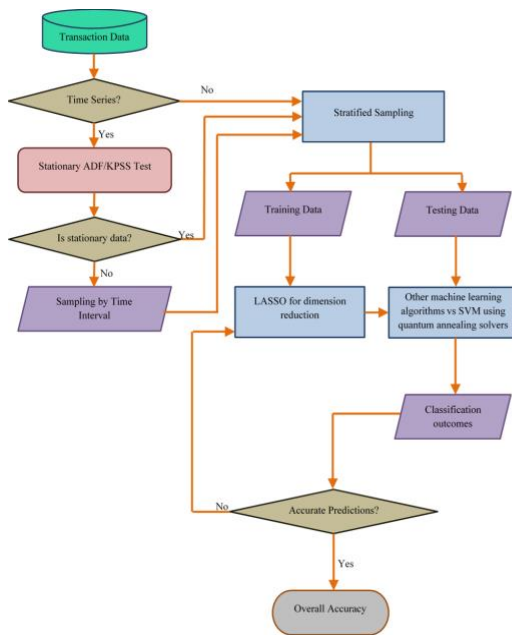 Transaction Data
Time Series?
No
Stratified Sampling
Yes
Stationary ADF/KPSS Test
Training Data
Testing Data
Is stationary data?
Yes
No
Sampling by Time
Interval
LASSO for dimension
reduction
Other machine learning
algorithms vs SVM using
quantum annealing solvers
Classification
outcomes
No
Accurate Predictions?
Yes
Overall Accuracy